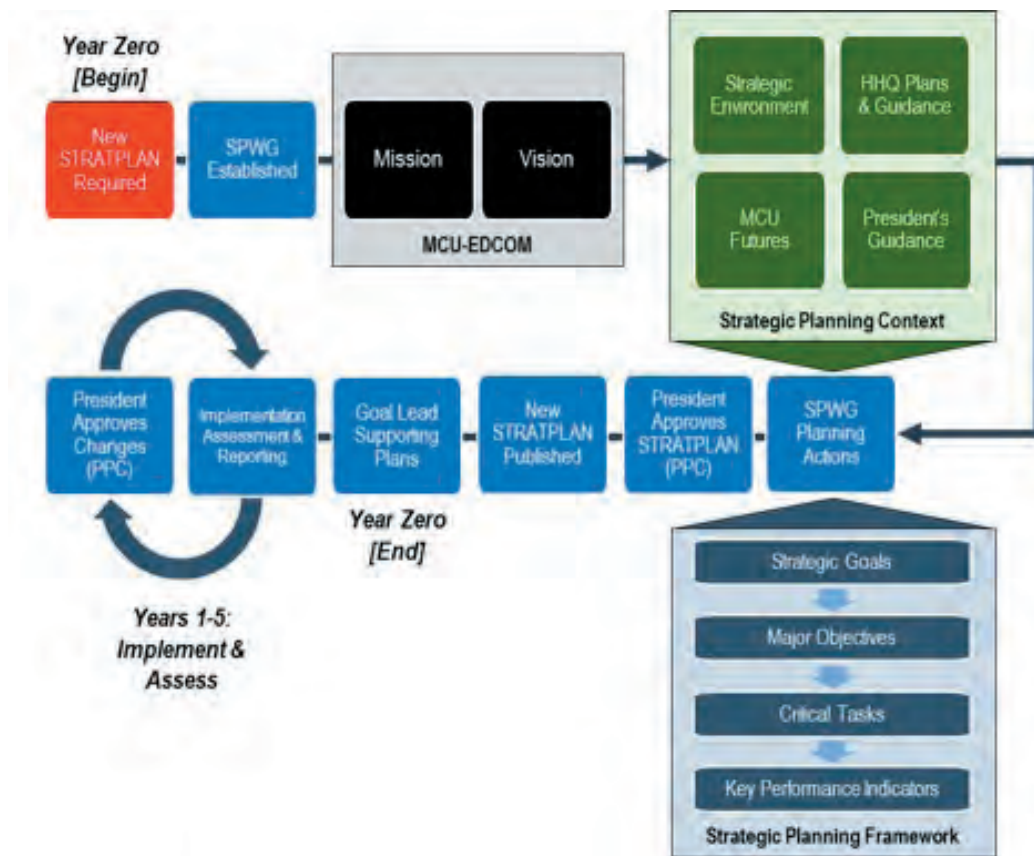 Year Zero
[Begin]
New
STRATPLAN
Required
SPWG
Established
Mission
Vision
MCU-EDCOM
Strategic
Environment
HHQ Plans
& Guidance
MCU
Futures
President's
Guidance
Strategic Planning Context
President
Approves
Changes
(PPC)
Implementation
Assessment &
Reporting
Goal Lead
Supporting
Plans
New
STRATPLAN
Published
President
Approves
STRATPLAN
(PPC)
SPWG
Planning
Actions
Year Zero
[End]
Years 1-5:
Implement &
Assess
Strategic Goals
Major Objectives
Critical Tasks
Key Performance Indicators
Strategic Planning Framework